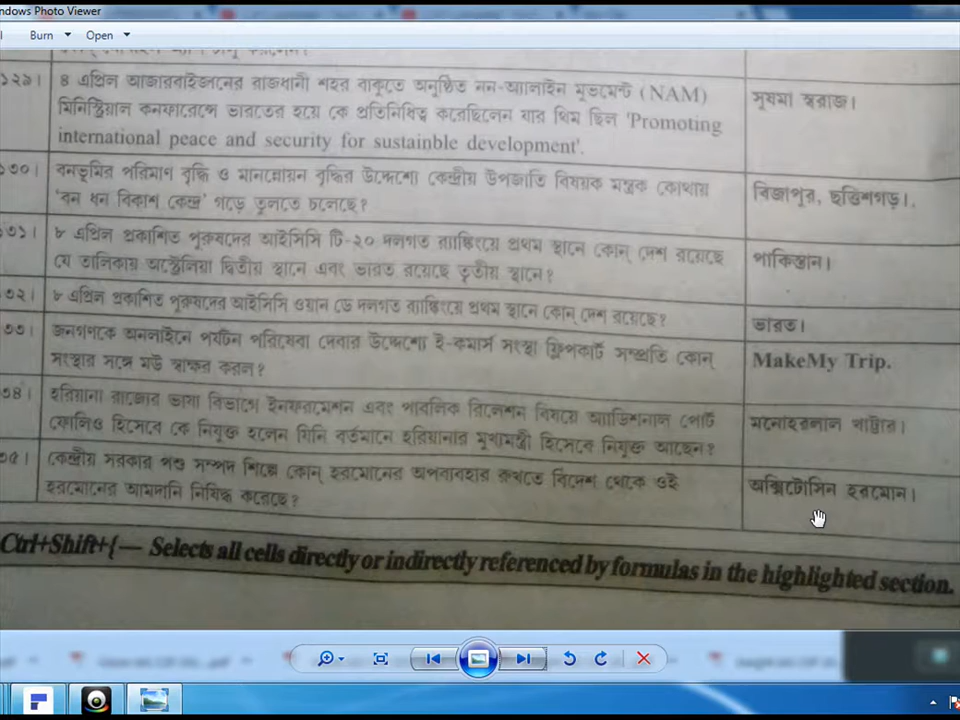 ndows Photo Viewer
Burn Open
১২৯। ৪ এপ্রিল আজারবাইজানের রাজধানী শহর বাকুতে অনুষ্ঠিত নন-অ্যালাইন মুভমেন্ট (NAM) সুষমা স্বরাজ।
মিনিস্ট্রিয়াল কনফারেন্সে ভারতের হয়ে কে প্রতিনিধিত্ব করেছিলেন যার থিম ছিল 'Promoting
international peace and security for sustainble development'.
১৩০। বনভূমির পরিমাণ বৃদ্ধি ও মানোন্নোয়ন বৃদ্ধির উদ্দেশ্যে কেন্দ্রীয় উপজাতি বিষয়ক মন্ত্রক কোথায় বিজাপুর, ছত্তিশগড়।.
'বন ধন বিকাশ কেন্দ্র' গড়ে তুলতে চলেছে?
৩১। ৮ এপ্রিল প্রকাশিত পুরুষদের আইসিসি টি-২০ দলগত র‍্যাঙ্কিংয়ে প্রথম স্থানে কোন্ দেশ রয়েছে পাকিস্তান।
যে তালিকায় অস্ট্রেলিয়া দ্বিতীয় স্থানে এবং ভারত রয়েছে তৃতীয় স্থানে?
৩২। ৮ এপ্রিল প্রকাশিত পুরুষদের আইসিসি ওয়ান ডে দলগত র‍্যাঙ্কিংয়ে প্রথম স্থানে কোন্ দেশ রয়েছে? ভারত।
৩৩। জনগণকে অনলাইনে পর্যটন পরিষেবা দেবার উদ্দেশ্যে ই-কমার্স সংস্থা ফ্লিপকার্ট সম্প্রতি কোন্ MakeMy Trip.
সংস্থার সঙ্গে মউ স্বাক্ষর করল?
৩৪। হরিয়ানা রাজ্যের ভাষা বিভাগে ইনফরমেশন এবং পাবলিক রিলেশন বিষয়ে অ্যাডিশনাল পোর্ট মনোহরলাল খাট্টার।
ফোলিও হিসেবে কে নিযুক্ত হলেন যিনি বর্তমানে হরিয়ানার মুখ্যমন্ত্রী হিসেবে নিযুক্ত আছেন?
৩৫। কেন্দ্রীয় সরকার পশু সম্পদ শিল্পে কোন্ হরমোনের অপব্যবহার রুখতে বিদেশ থেকে ওই অক্সিটোসিন হরমোন।
হরমোনের আমদানি নিষিদ্ধ করেছে?
Ctrl+Shift+{— Selects all cells directly or indirectly referenced by formulas in the highlighted section.